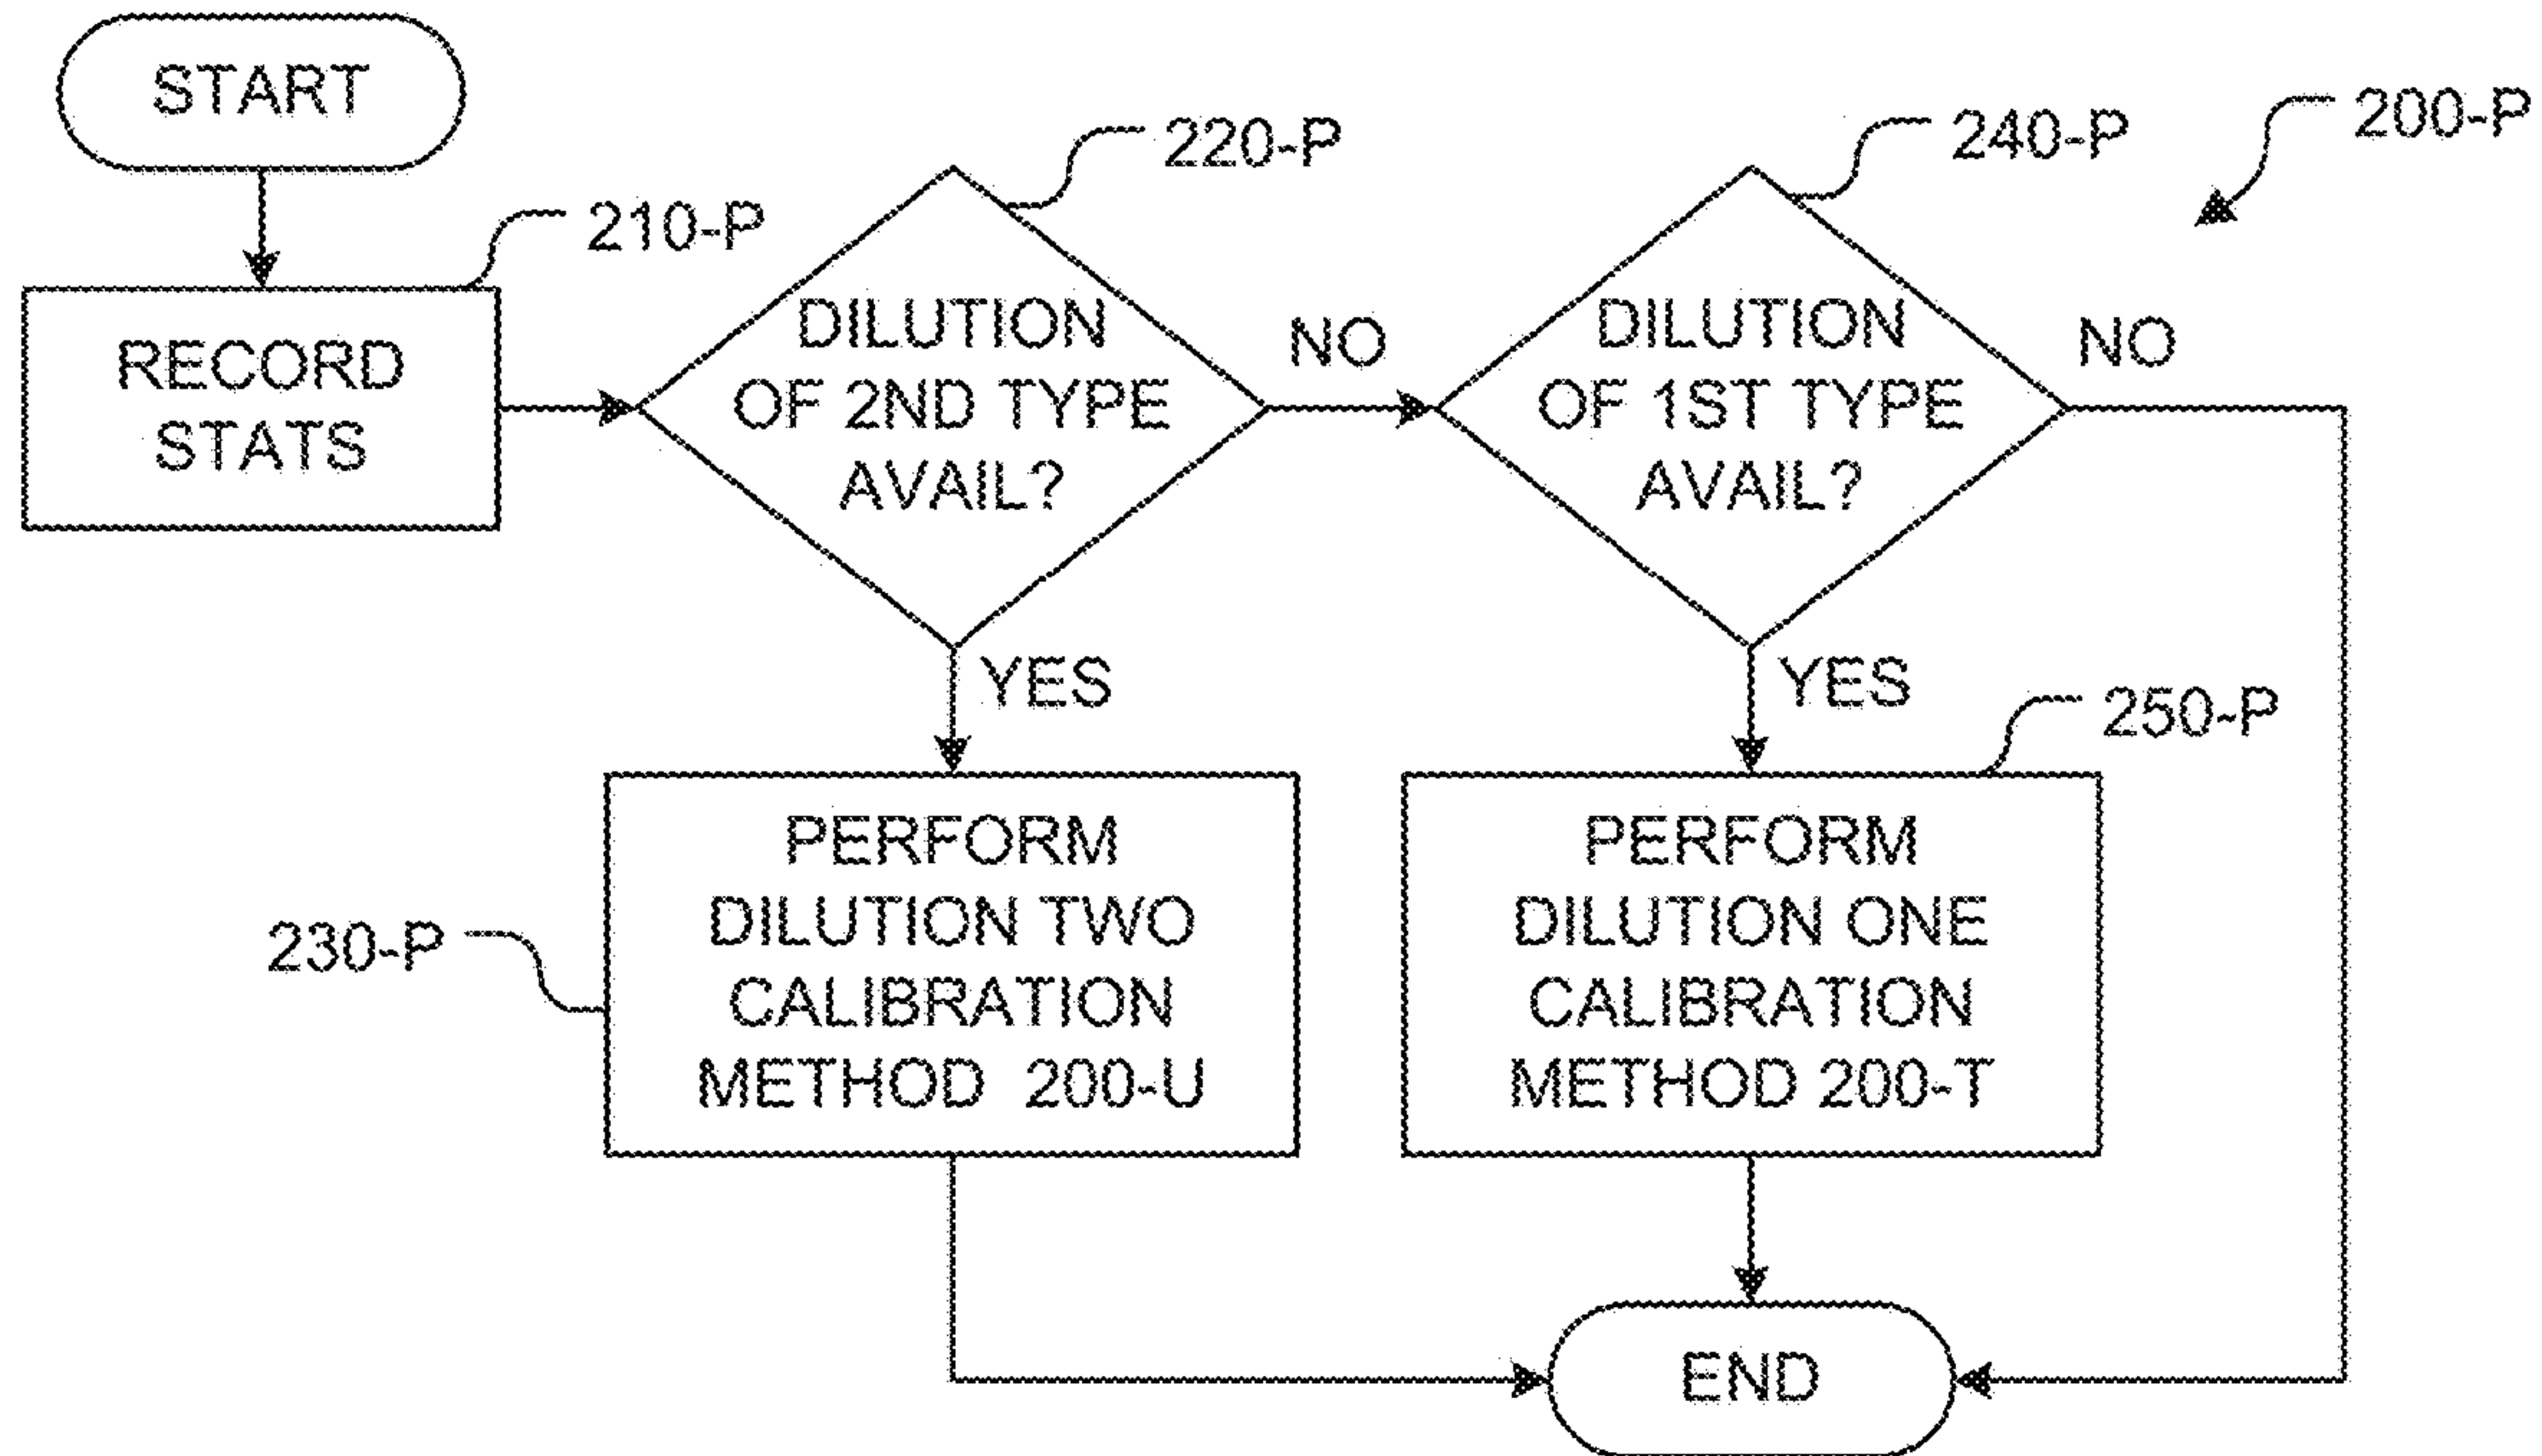 START
200-P
220-P
240-P
210-P
RECORD
STATS
DILUTION
OF 2ND TYPE
AVAIL?
NO
DILUTION
OF 1ST TYPE
AVAIL?
NO
YES
YES
250-P
230-P
PERFORM
DILUTION TWO
CALIBRATION
METHOD 200-U
PERFORM
DILUTION ONE
CALIBRATION
METHOD 200-T
END